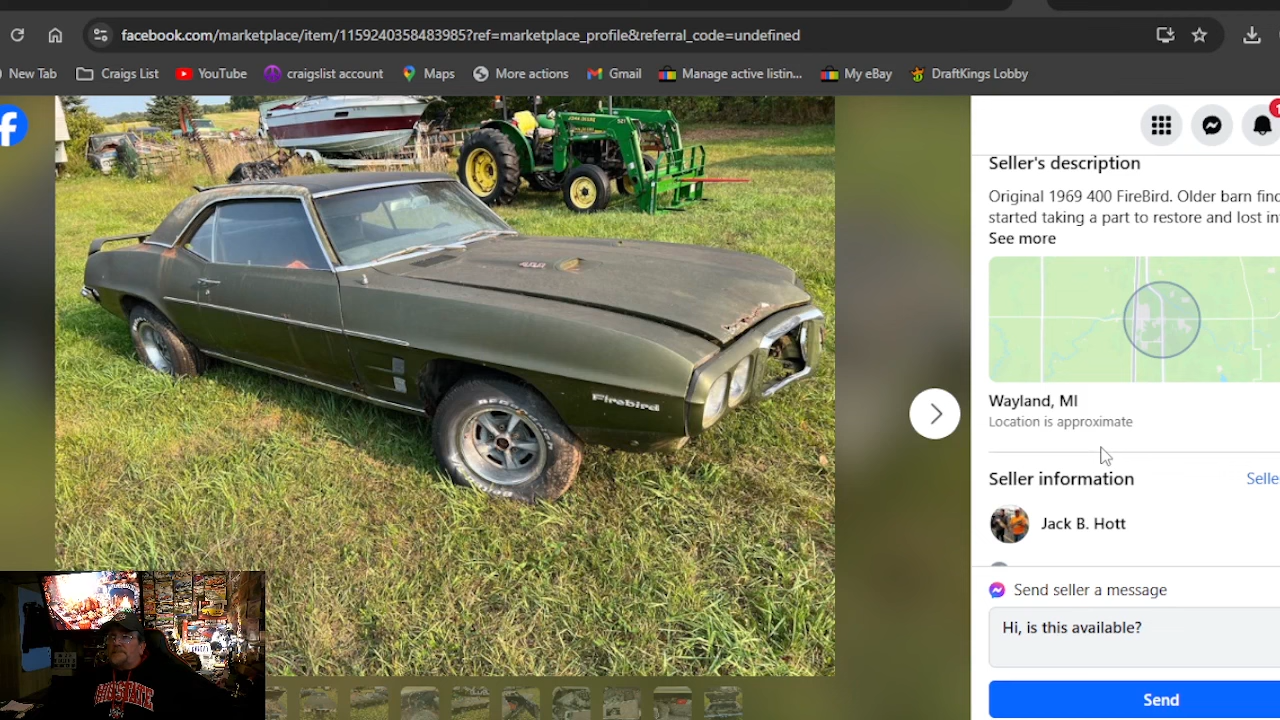 facebook.com/marketplace/item/1159240358483985?ref=marketplace_profile&referral_code=undefined
New Tab Craigs List YouTube craigslist account Maps More actions Gmail Manage active listin... My eBay DraftKings Lobby
Seller's description
Original 1969 400 FireBird. Older barn find
started taking a part to restore and lost in
See more
Wayland, MI
Location is approximate
Seller information
Selle
Jack B. Hott
Send seller a message
Hi, is this available?
Send
400
Firebird